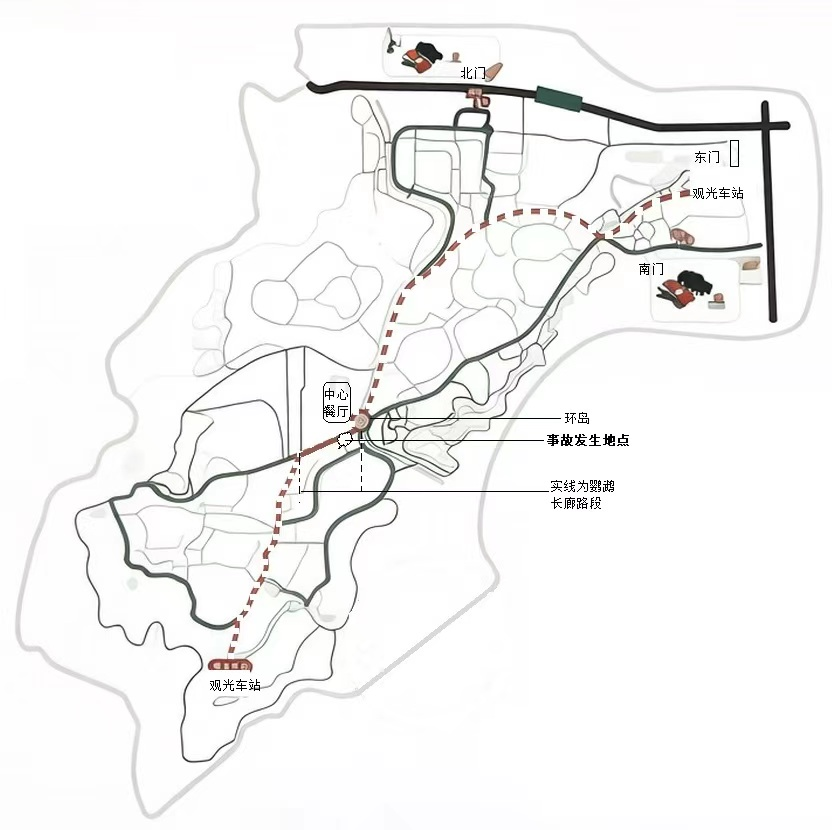 北门
东门
观光车站
南门
中心
餐厅
环岛
事故发生地点
实线为鹦鹉
长廊路段
观光车站